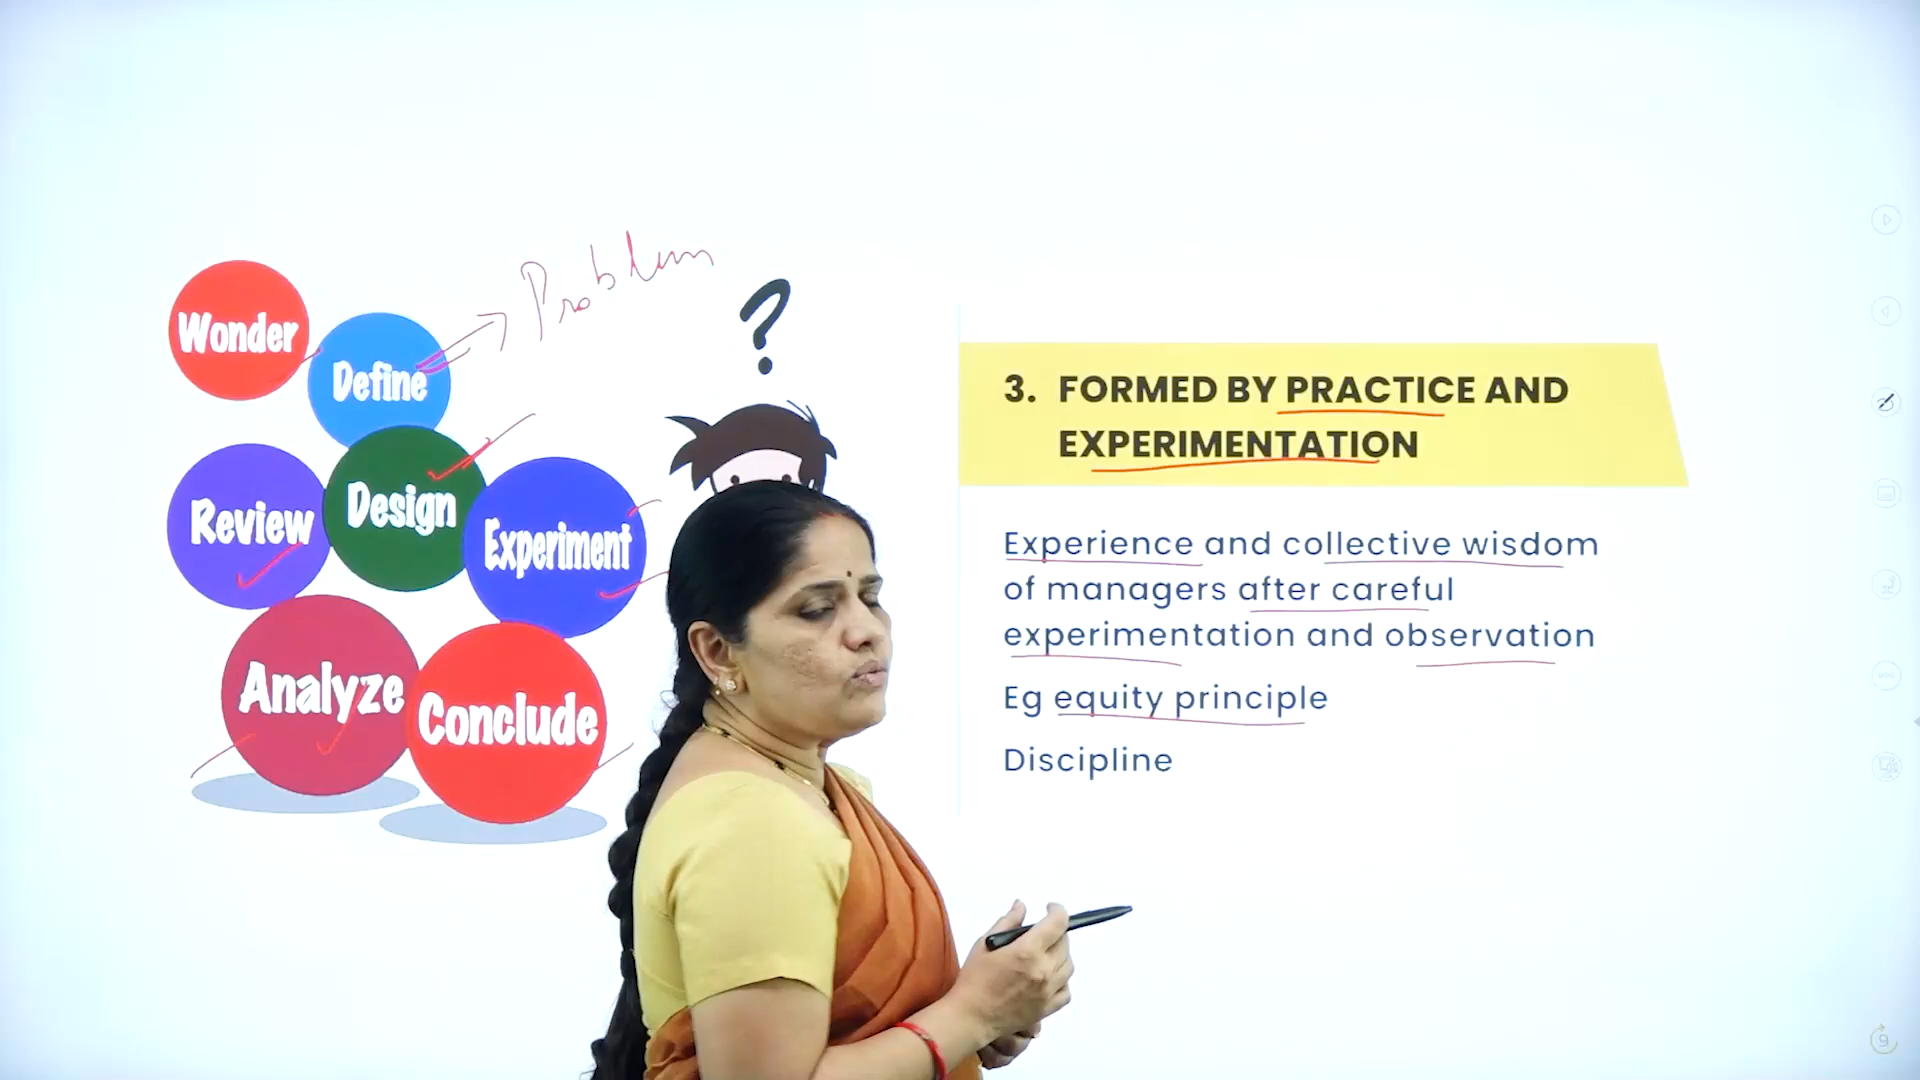 Problem
?
Wonder
Define
Review
Design
Experiment
Analyze
Conclude
3. FORMED BY PRACTICE AND
EXPERIMENTATION
Experience and collective wisdom
of managers after careful
experimentation and observation
Eg equity principle
Discipline
9